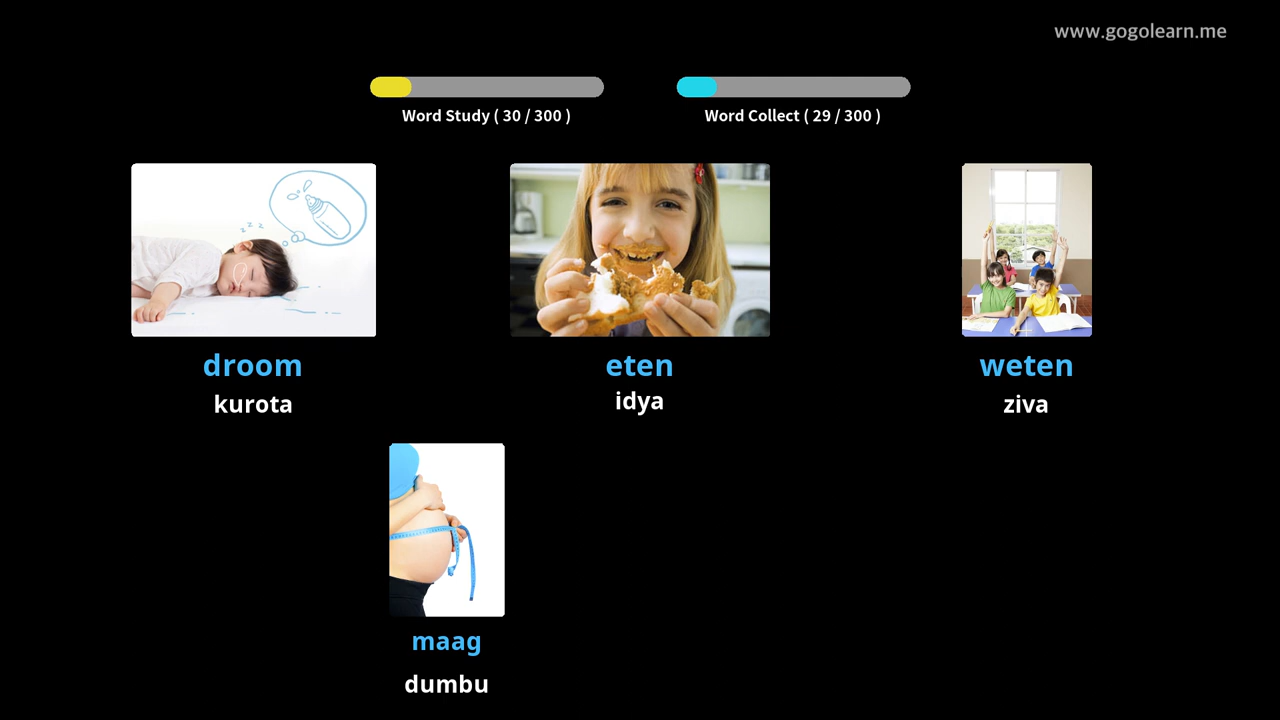 www.gogolearn.me
Word Study ( 30 / 300 )
Word Collect ( 29 / 300 )
z z z
droom
kurota
eten
idya
weten
ziva
maag
dumbu